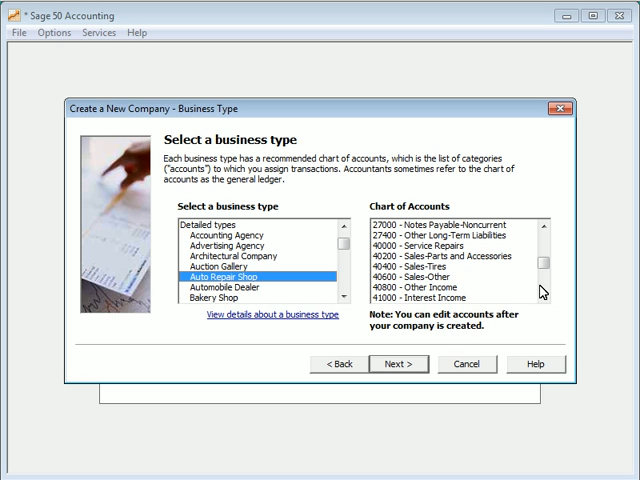 * Sage 50 Accounting
File Options Services Help
Create a New Company - Business Type
Select a business type
Each business type has a recommended chart of accounts, which is the list of categories
("accounts") to which you assign transactions. Accountants sometimes refer to the chart of
accounts as the general ledger.
Select a business type
Detailed types
Accounting Agency
Advertising Agency
Architectural Company
Auction Gallery
Auto Repair Shop
Automobile Dealer
Bakery Shop
View details about a business type
Chart of Accounts
27000 - Notes Payable-Noncurrent
27400 - Other Long-Term Liabilities
40000 - Service Repairs
40200 - Sales-Parts and Accessories
40400 - Sales-Tires
40600 - Sales-Other
40800 - Other Income
41000 - Interest Income
Note: You can edit accounts after
your company is created.
< Back Next > Cancel Help